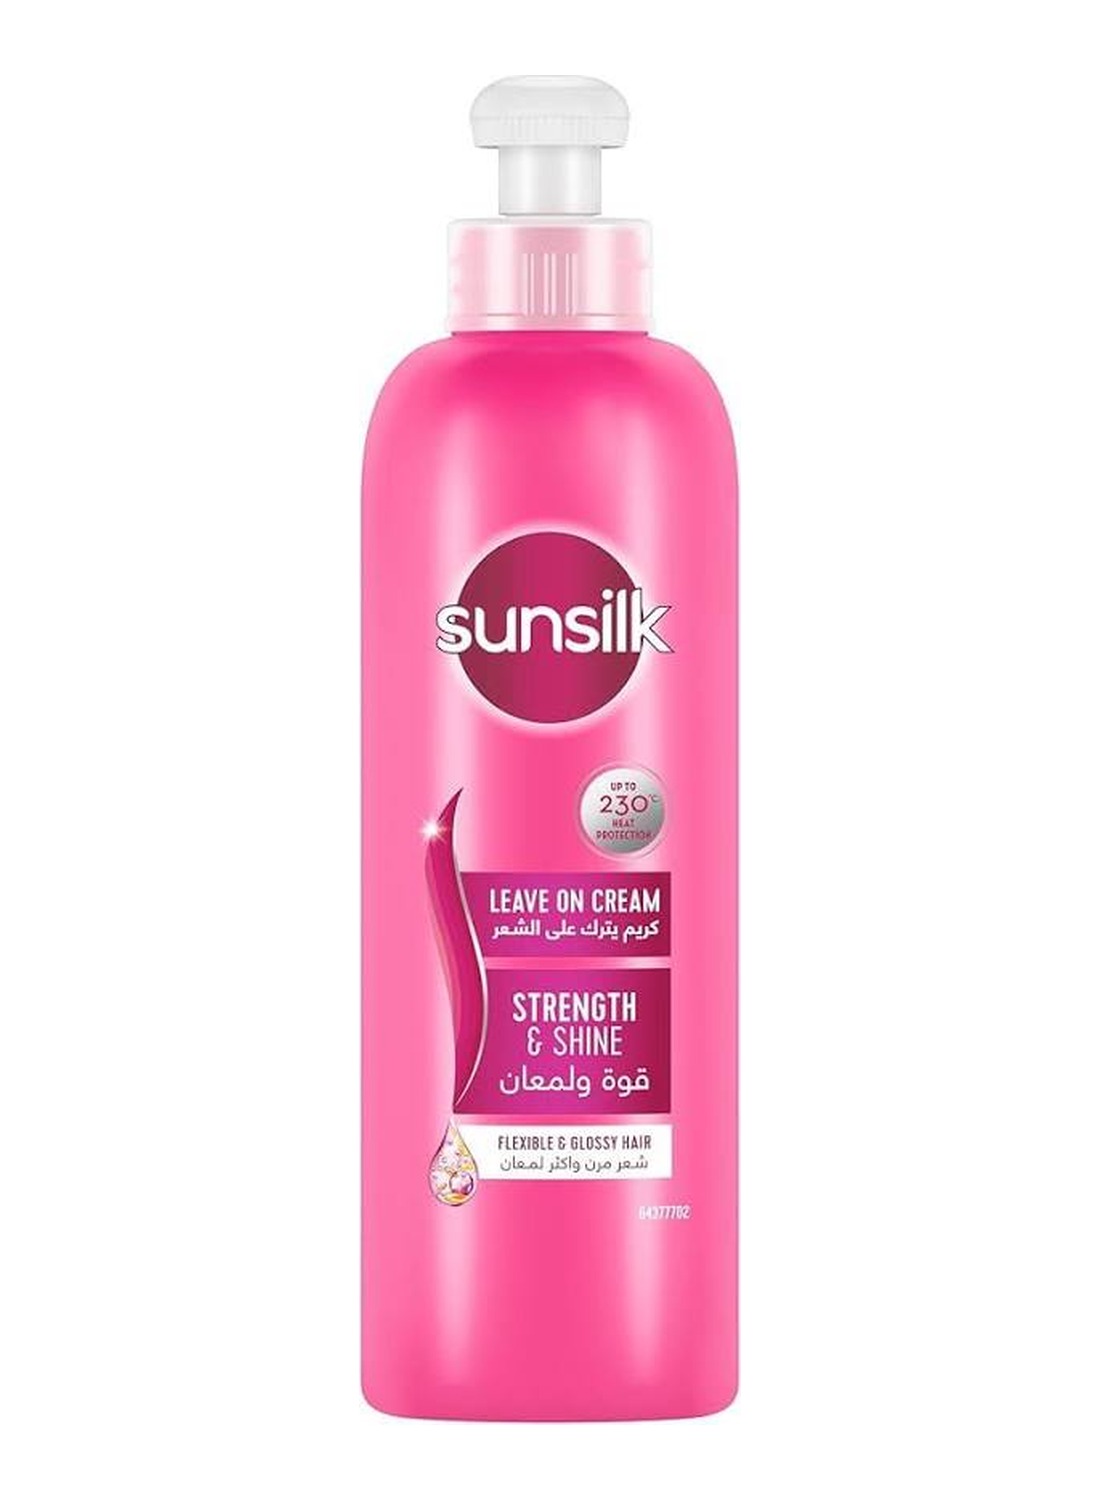 sunsilk
UP TO
230°C
HEAT
PROTECTION
LEAVE ON CREAM
كريم يترك على الشعر
STRENGTH
& SHINE
قوة ولمعان
FLEXIBLE & GLOSSY HAIR
شعر مرن واكثر لمعان
64377702